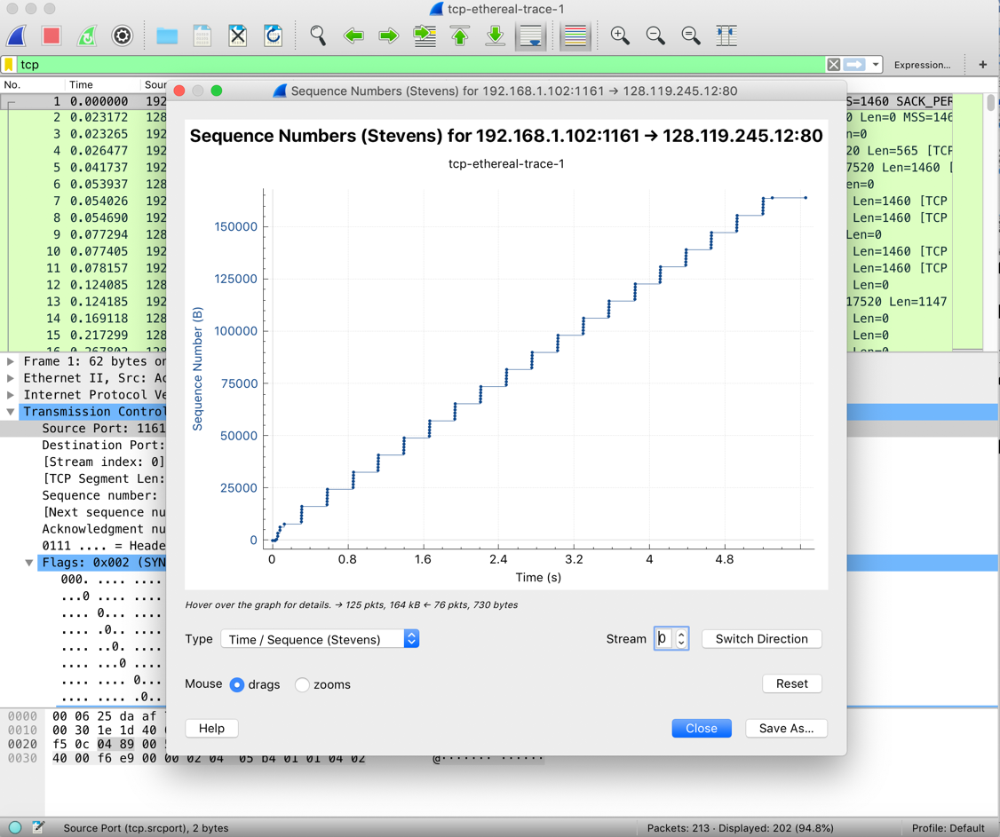 tcp-ethereal-trace-1
tcp
Expression...
+
No. Time Sour
1 0.000000 192
2 0.023172 128
3 0.023265 192
4 0.026477 192
5 0.041737 192
6 0.053937 128
7 0.054026 192
8 0.054690 192
9 0.077294 128
10 0.077405 192
11 0.078157 192
12 0.124085 128
13 0.124185 192
14 0.169118 128
15 0.217299 128
16 0.267802 128
S=1460 SACK_PER
0 Len=0 MSS=146
n=0
20 Len=565 [TCP
7520 Len=1460 [
en=0
Len=1460 [TCP
Len=1460 [TCP
Len=0
Len=1460 [TCP
Len=1460 [TCP
Len=0
17520 Len=1147
Len=0
Len=0
Len=0
Sequence Numbers (Stevens) for 192.168.1.102:1161 → 128.119.245.12:80
Sequence Numbers (Stevens) for 192.168.1.102:1161 → 128.119.245.12:80
tcp-ethereal-trace-1
Sequence Number (B)
150000
125000
100000
75000
50000
25000
0
0 0.8 1.6 2.4 3.2 4 4.8
Time (s)
Hover over the graph for details. → 125 pkts, 164 kB ← 76 pkts, 730 bytes
Type Time / Sequence (Stevens) Stream 0 Switch Direction
Mouse drags zooms Reset
Help Close Save As...
Frame 1: 62 bytes on
Ethernet II, Src: Ac
Internet Protocol Ve
Transmission Control
Source Port: 1161
Destination Port:
[Stream index: 0]
[TCP Segment Len:
Sequence number:
[Next sequence nu
Acknowledgment nu
0111 .... = Heade
Flags: 0x002 (SYN
000. .... ....
...0 .... ....
.... 0... ....
.... .0.. ....
.... ..0. ....
.... ...0 ....
.... .... 0...
.... .... .0..
0000 00 06 25 da af
0010 00 30 1e 1d 40
0020 f5 0c 04 89 00
0030 40 00 f6 e9 00 00 02 04 05 b4 01 01 04 02 @······· ······
Source Port (tcp.srcport), 2 bytes
Packets: 213 · Displayed: 202 (94.8%)
Profile: Default